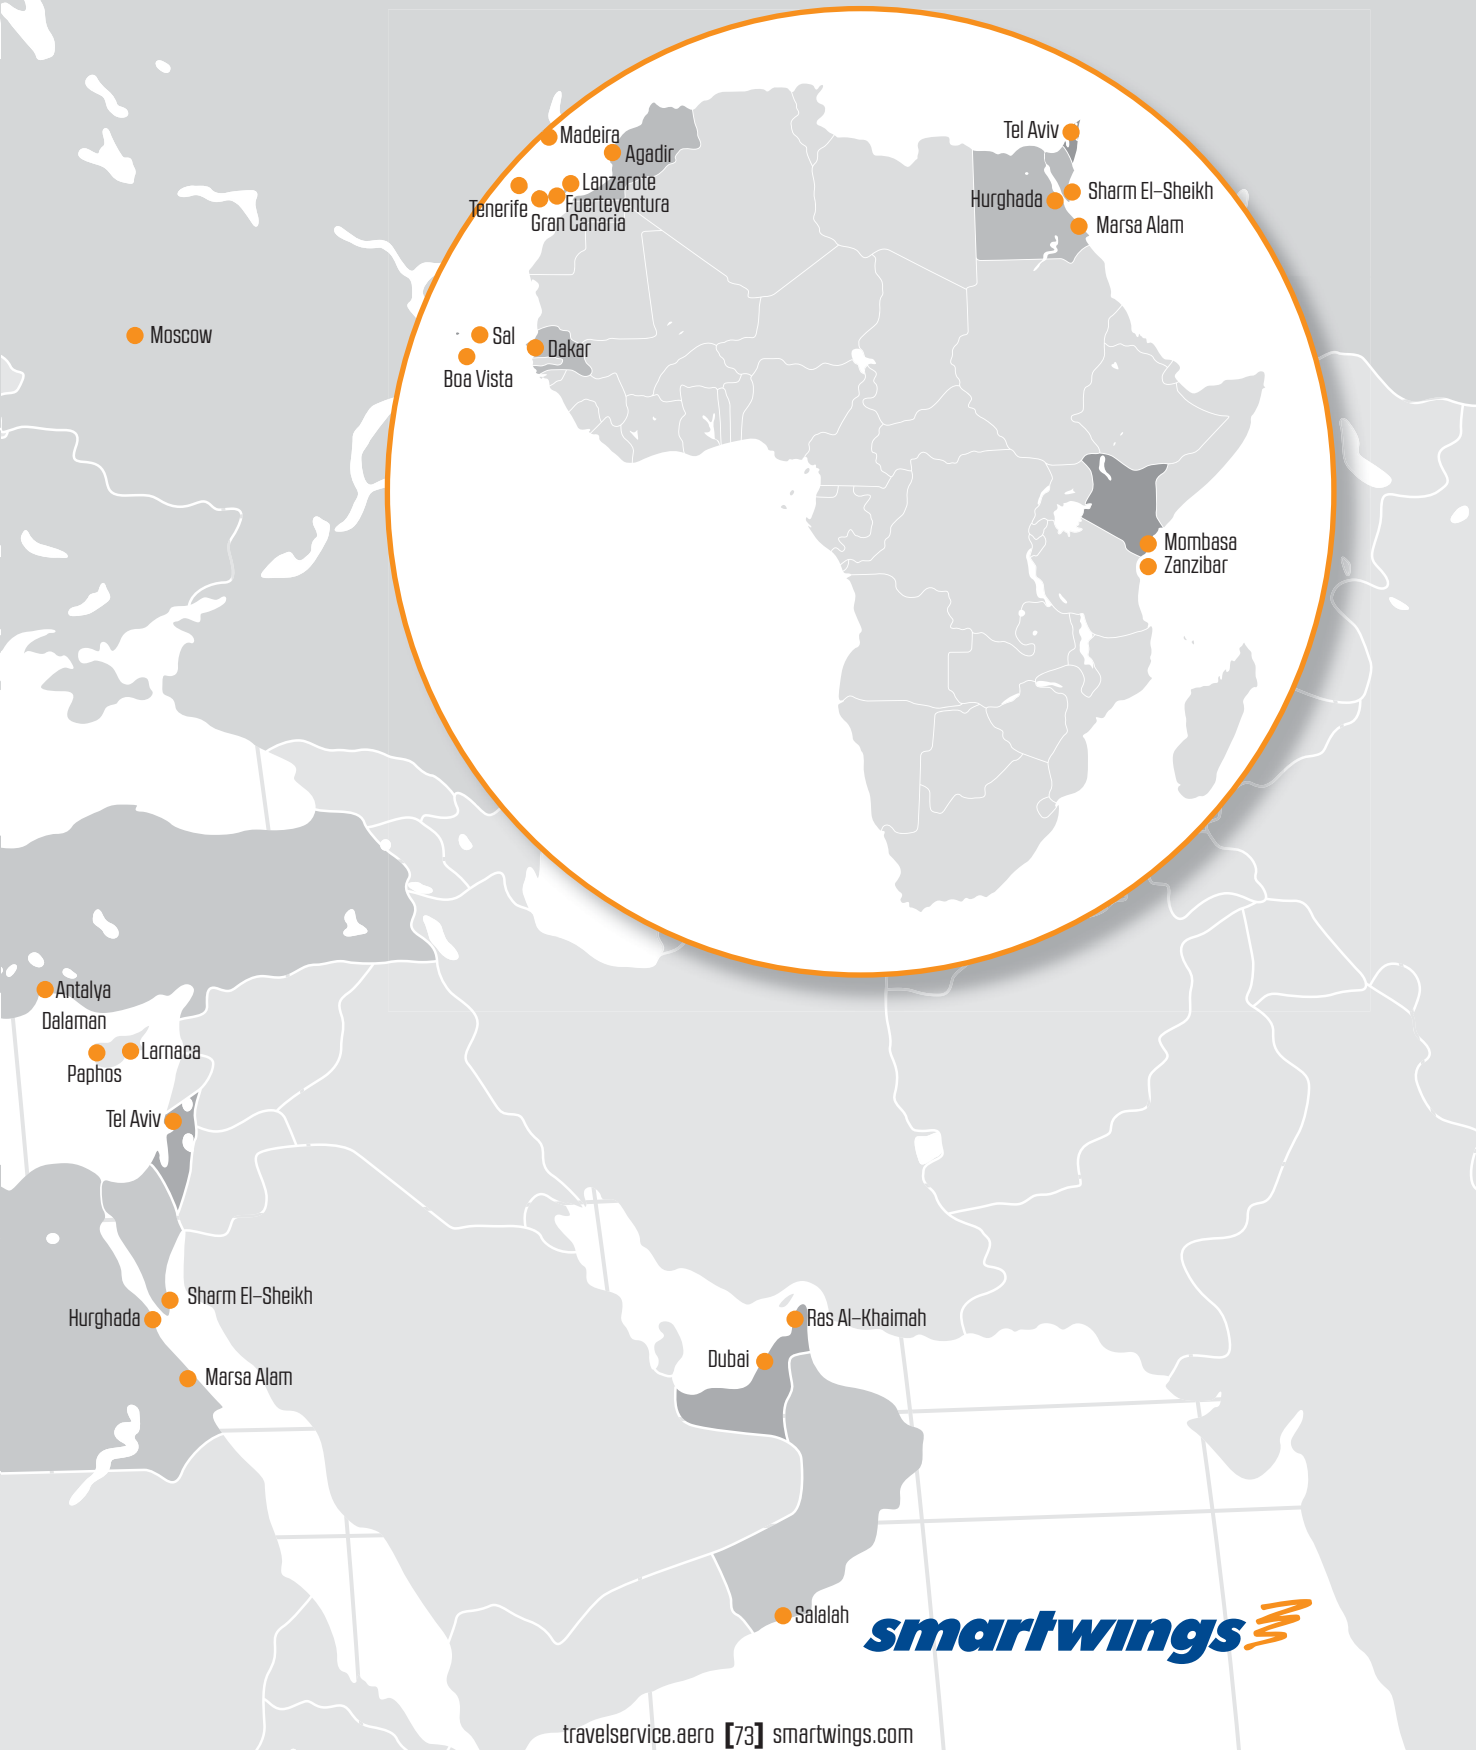 Madeira
Agadir
Lanzarote
Fuerteventura
Tenerife
Gran Canaria
Tel Aviv
Sharm El-Sheikh
Hurghada
Marsa Alam
Moscow
Sal
Dakar
Boa Vista
Mombasa
Zanzibar
Antalya
Dalaman
Larnaca
Paphos
Tel Aviv
Sharm El-Sheikh
Hurghada
Ras Al-Khaimah
Dubai
Marsa Alam
Salalah
smartwings
travelservice.aero [73] smartwings.com